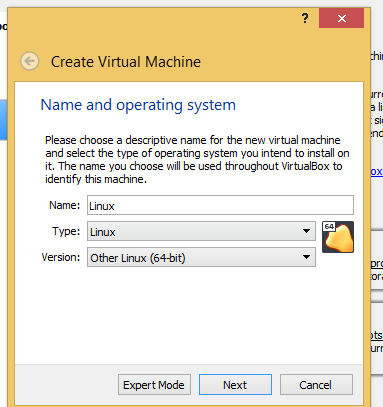 ?
Create Virtual Machine
Name and operating system
Please choose a descriptive name for the new virtual machine
and select the type of operating system you intend to install on
it. The name you choose will be used throughout VirtualBox to
identify this machine.
Name: Linux
Type: Linux
64
Version: Other Linux (64-bit)
Expert Mode Next Cancel